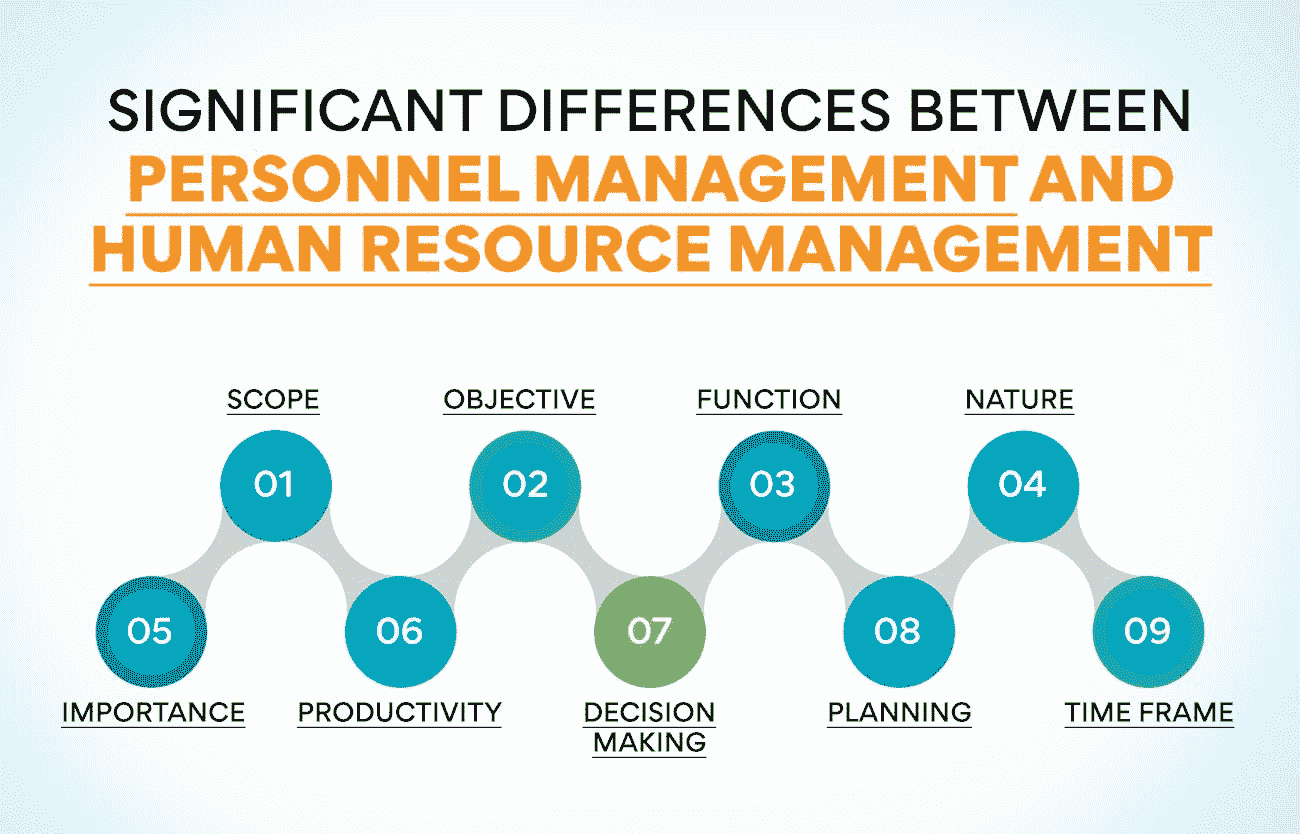 SIGNIFICANT DIFFERENCES BETWEEN
PERSONNEL MANAGEMENT AND
HUMAN RESOURCE MANAGEMENT
SCOPE
01
OBJECTIVE
02
FUNCTION
03
NATURE
04
05
IMPORTANCE
06
PRODUCTIVITY
07
DECISION
MAKING
08
PLANNING
09
TIME FRAME